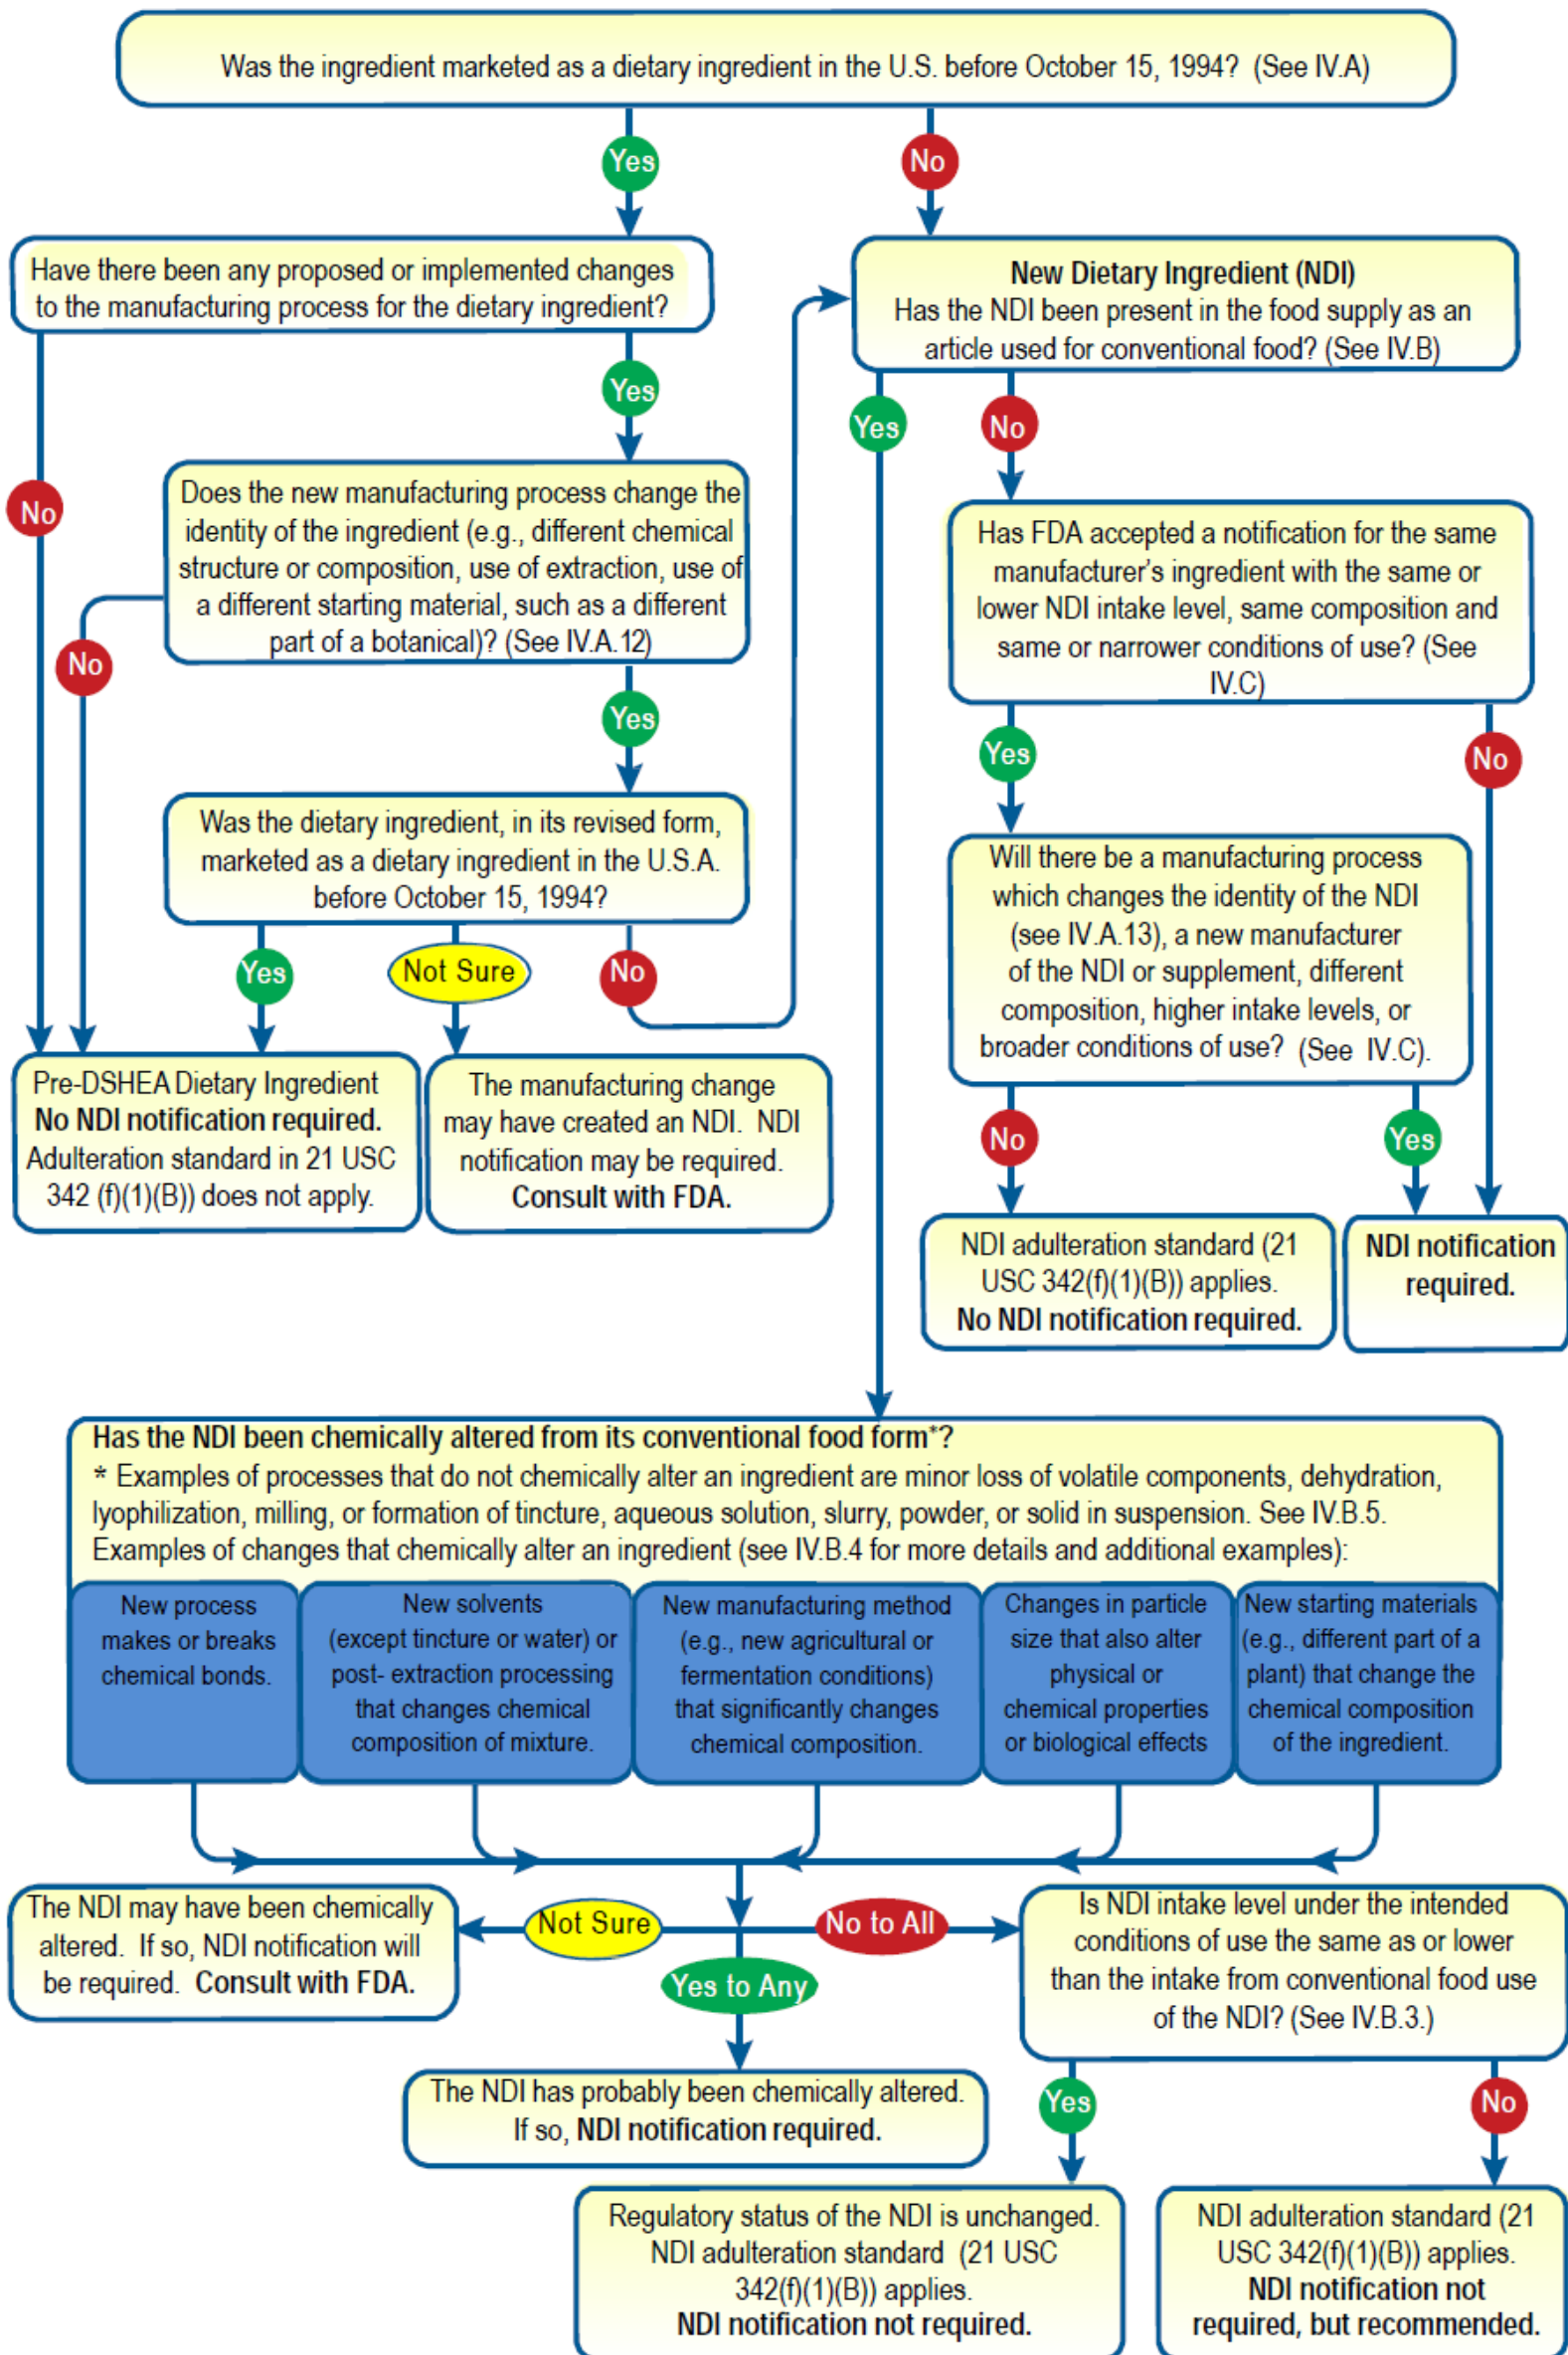 Was the ingredient marketed as a dietary ingredient in the U.S. before October 15, 1994? (See IV.A)
Yes
No
Have there been any proposed or implemented changes
to the manufacturing process for the dietary ingredient?
New Dietary Ingredient (NDI)
Has the NDI been present in the food supply as an
article used for conventional food? (See IV.B)
Yes
Yes
No
No
Does the new manufacturing process change the
identity of the ingredient (e.g., different chemical
structure or composition, use of extraction, use of
a different starting material, such as a different
part of a botanical)? (See IV.A.12)
Has FDA accepted a notification for the same
manufacturer's ingredient with the same or
lower NDI intake level, same composition and
same or narrower conditions of use? (See
IV.C)
No
Yes
Yes
No
Was the dietary ingredient, in its revised form,
marketed as a dietary ingredient in the U.S.A.
before October 15, 1994?
Will there be a manufacturing process
which changes the identity of the NDI
(see IV.A.13), a new manufacturer
of the NDI or supplement, different
composition, higher intake levels, or
broader conditions of use? (See IV.C).
Yes
Not Sure
No
Pre-DSHEA Dietary Ingredient
No NDI notification required.
Adulteration standard in 21 USC
342 (f)(1)(B)) does not apply.
The manufacturing change
may have created an NDI. NDI
notification may be required.
Consult with FDA.
No
Yes
NDI adulteration standard (21
USC 342(f)(1)(B)) applies.
No NDI notification required.
NDI notification
required.
Has the NDI been chemically altered from its conventional food form*?
* Examples of processes that do not chemically alter an ingredient are minor loss of volatile components, dehydration,
lyophilization, milling, or formation of tincture, aqueous solution, slurry, powder, or solid in suspension. See IV.B.5.
Examples of changes that chemically alter an ingredient (see IV.B.4 for more details and additional examples):
New process
makes or breaks
chemical bonds.
New solvents
(except tincture or water) or
post- extraction processing
that changes chemical
composition of mixture.
New manufacturing method
(e.g., new agricultural or
fermentation conditions)
that significantly changes
chemical composition.
Changes in particle
size that also alter
physical or
chemical properties
or biological effects
New starting materials
(e.g., different part of a
plant) that change the
chemical composition
of the ingredient.
The NDI may have been chemically
altered. If so, NDI notification will
be required. Consult with FDA.
Not Sure
No to All
Yes to Any
Is NDI intake level under the intended
conditions of use the same as or lower
than the intake from conventional food use
of the NDI? (See IV.B.3.)
The NDI has probably been chemically altered.
If so, NDI notification required.
Yes
No
Regulatory status of the NDI is unchanged.
NDI adulteration standard (21 USC
342(f)(1)(B)) applies.
NDI notification not required.
NDI adulteration standard (21
USC 342(f)(1)(B)) applies.
NDI notification not
required, but recommended.